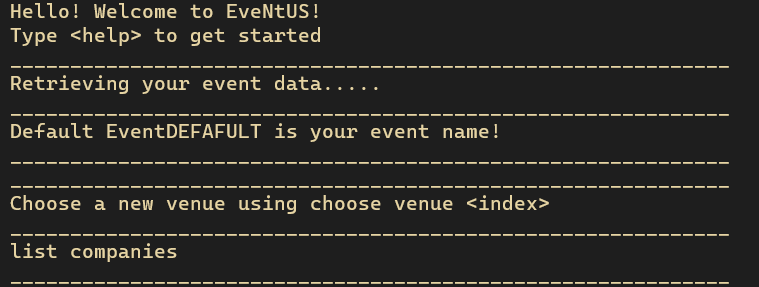 Hello! Welcome to EveNtUS!
Type <help> to get started
____________________________________________________________
Retrieving your event data.....
____________________________________________________________
Default EventDEFAFULT is your event name!
____________________________________________________________
____________________________________________________________
Choose a new venue using choose venue <index>
____________________________________________________________
list companies
____________________________________________________________